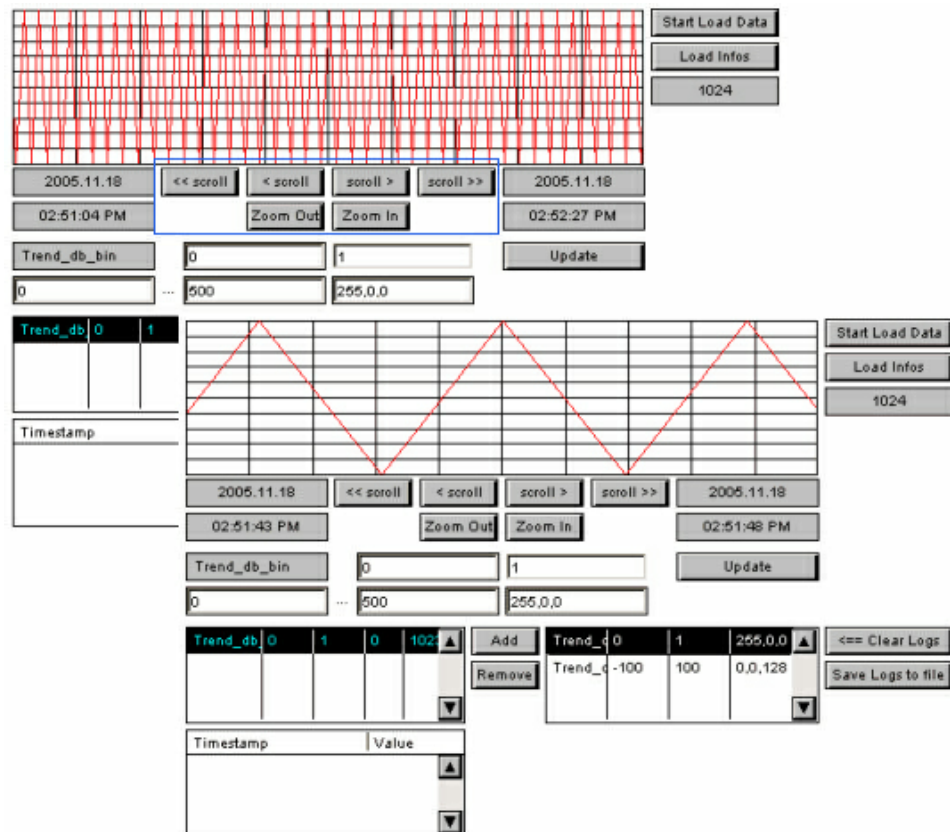 Start Load Data
Load Infos
1024
2005.11.18 << scroll < scroll scroll > scroll >> 2005.11.18
02:51:04 PM Zoom Out Zoom In 02:52:27 PM
Trend_db_bin 0 1 Update
0 ... 500 255,0,0
Trend_db 0 1
Timestamp
Start Load Data
Load Infos
1024
2005.11.18 << scroll < scroll scroll > scroll >> 2005.11.18
02:51:43 PM Zoom Out Zoom In 02:51:48 PM
Trend_db_bin 0 1 Update
0 ... 500 255,0,0
Trend_db 0 1 0 102 Add Trend_d 0 1 255,0,0 <== Clear Logs
Remove Trend_d -100 100 0,0,128 Save Logs to file
Timestamp Value